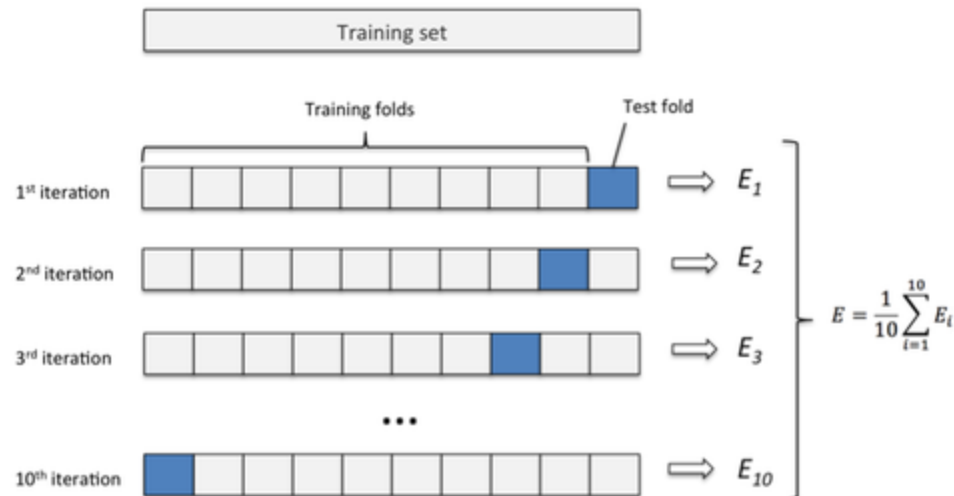 Training set
Training folds
Test fold
1st iteration
E1
2nd iteration
E2
3rd iteration
E3
E = 1/10 ∑ i=1 10 Ei
...
10th iteration
E10